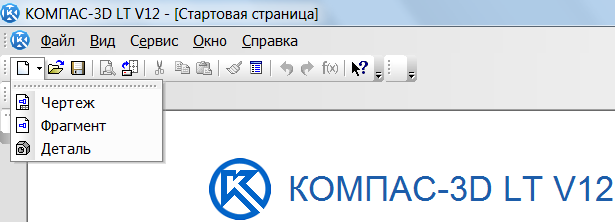 КОМПАС-3D LT V12 - [Стартовая страница]
Файл Вид Сервис Окно Справка
f(x) ?
Чертеж
Фрагмент
Деталь
КОМПАС-3D LT V12